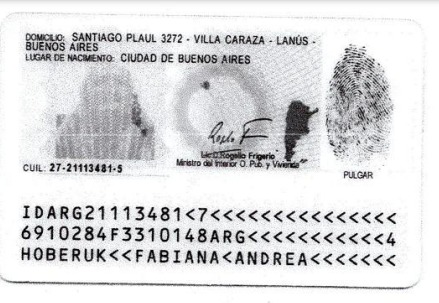 DOMICILIO: SANTIAGO PLAUL 3272 - VILLA CARAZA - LANÚS -
BUENOS AIRES
LUGAR DE NACIMIENTO: CIUDAD DE BUENOS AIRES
Lic. Rogelio Frigerio
Ministro del Interior O. Pub. y Vivienda
CUIL: 27-21113481-5
PULGAR
IDARG21113481<7<<<<<<<<<<<<<<<
6910284F3310148ARG<<<<<<<<<<<4
HOBERUK<<FABIANA<ANDREA<<<<<<<